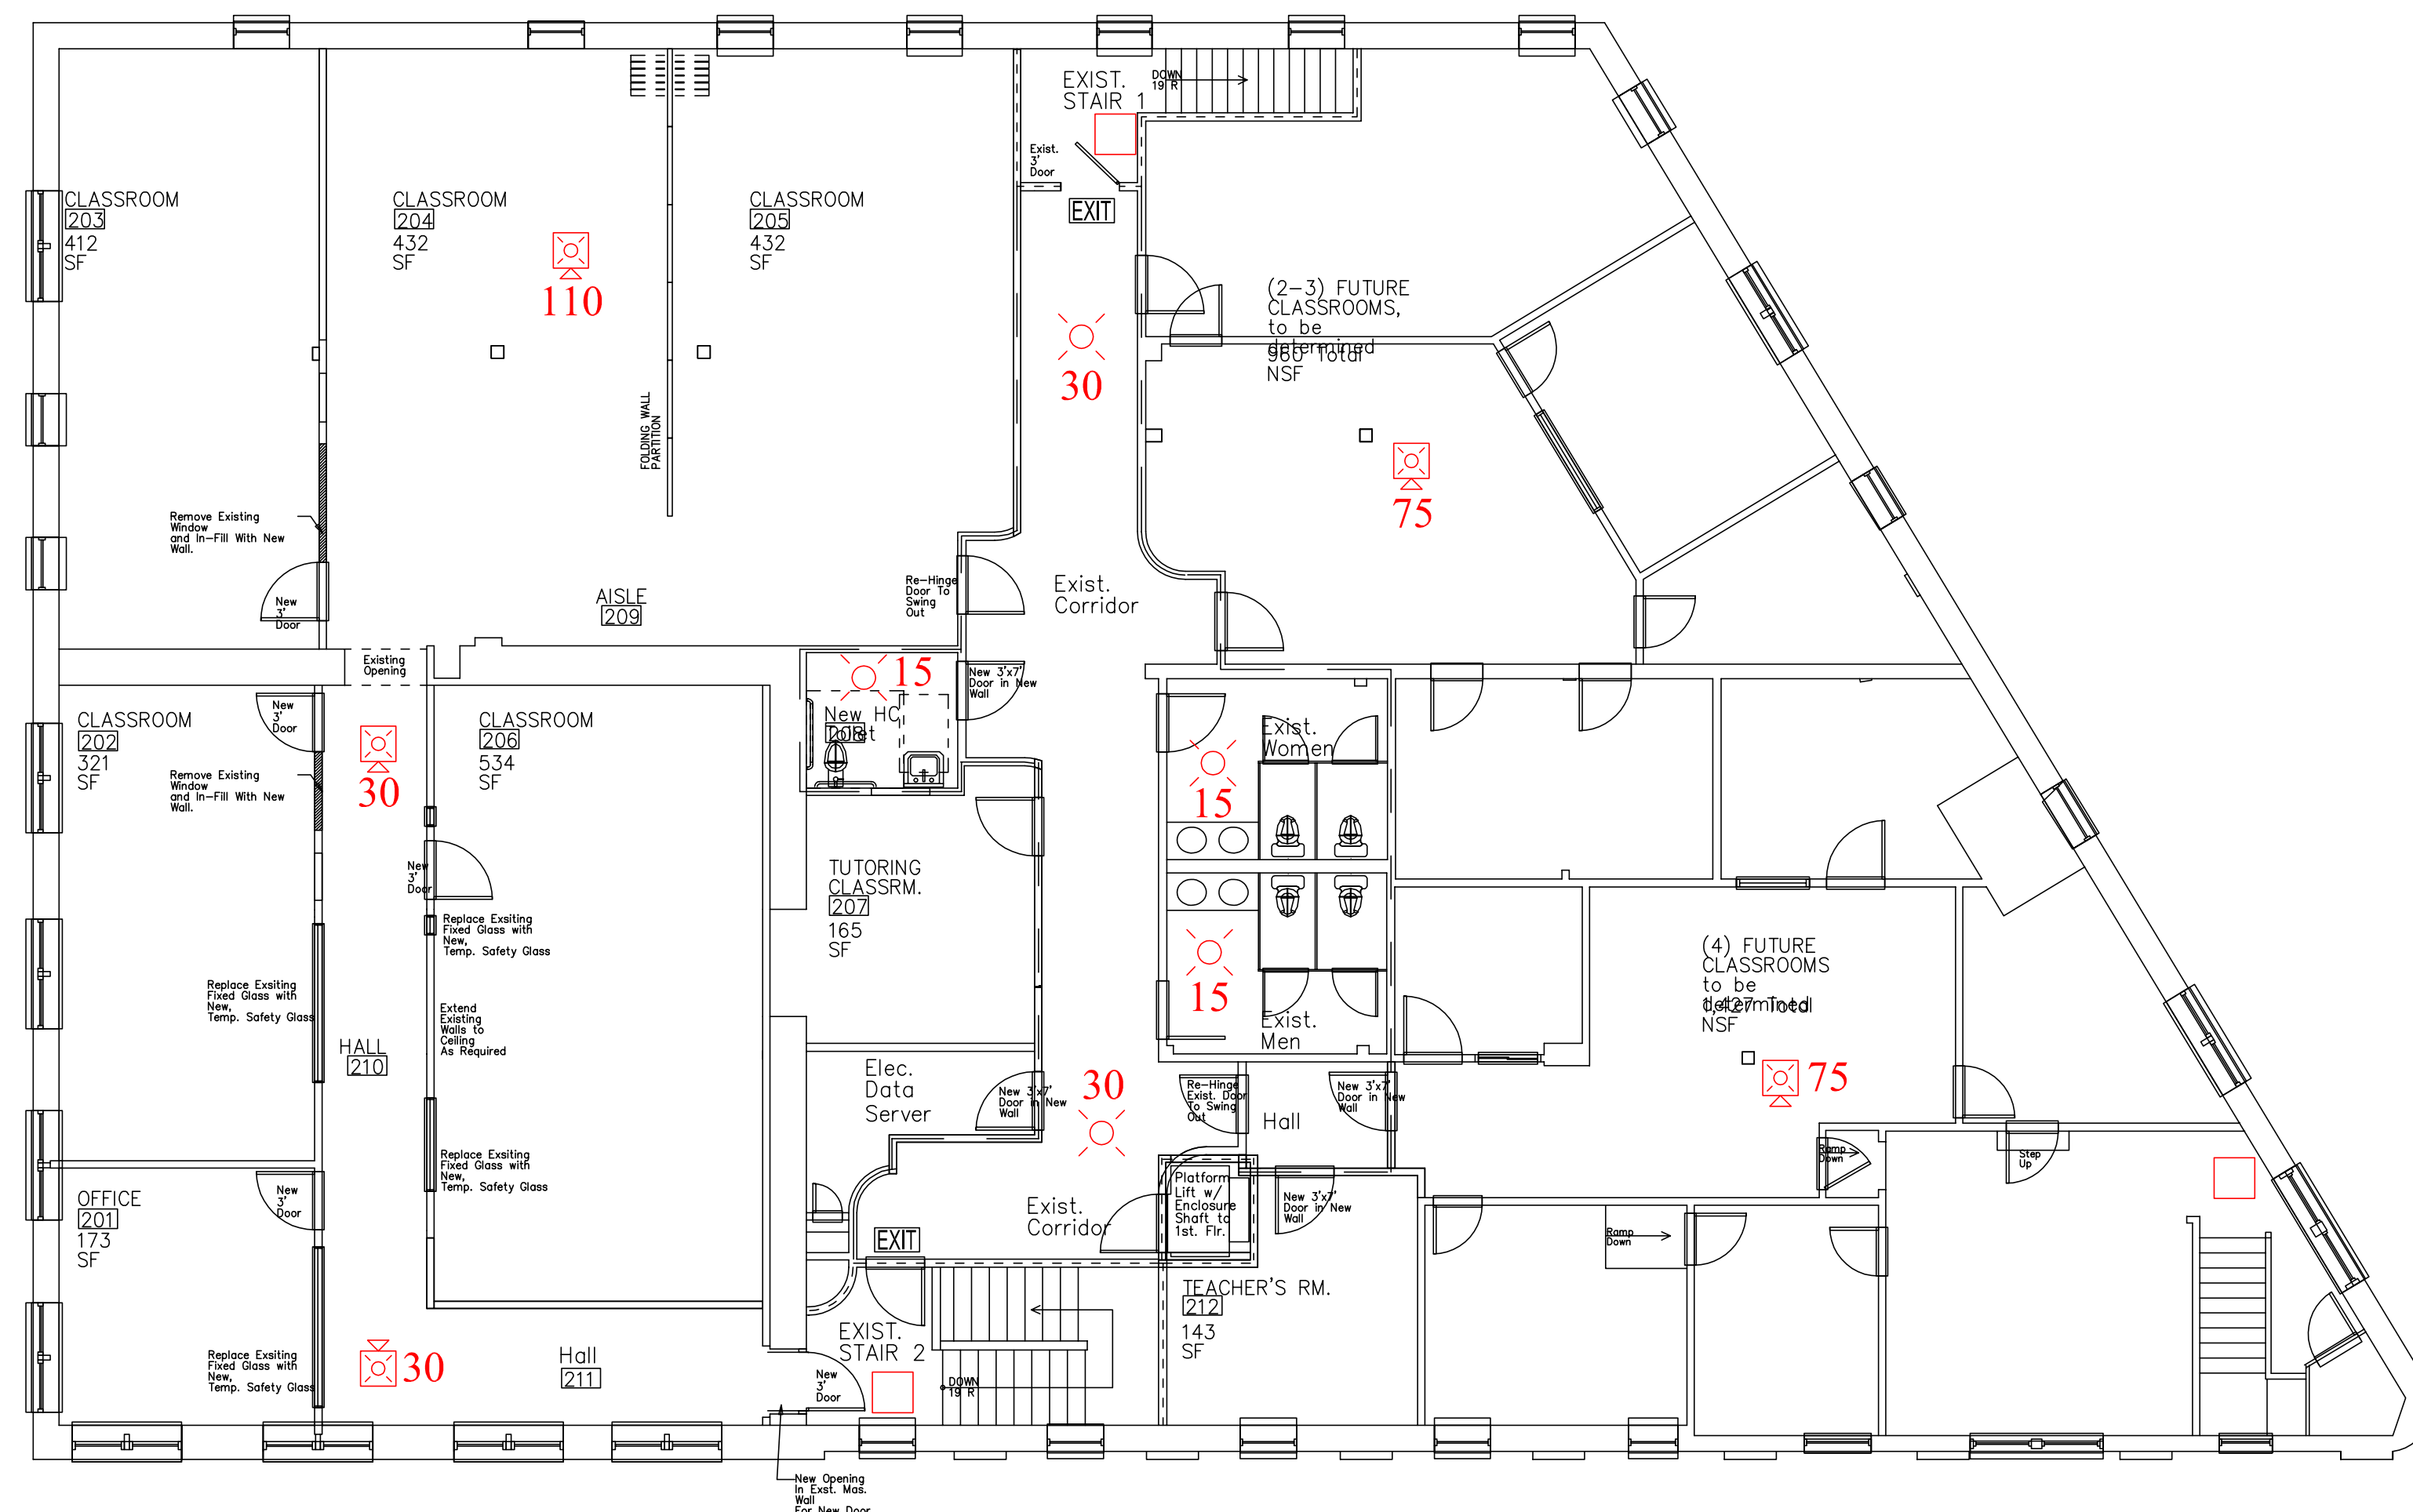 EXIST.
STAIR 1
DOWN
19 R
Exist.
3'
Door
EXIT
CLASSROOM
203
412
SF
CLASSROOM
204
432
SF
110
CLASSROOM
205
432
SF
30
(2-3) FUTURE
CLASSROOMS,
to be
determined
960 Total
NSF
FOLDING WALL
PARTITION
75
Remove Existing
Window
and In-Fill With New
Wall.
New
3'
Door
AISLE
209
Re-Hinge
Door To
Swing
Out
Exist.
Corridor
Existing
Opening
15
New 3'x7'
Door in New
Wall
New HC
Toilet
208
CLASSROOM
202
321
SF
New
3'
Door
30
CLASSROOM
206
534
SF
Exist.
Women
15
Remove Existing
Window
and In-Fill With New
Wall.
New
3'
Door
TUTORING
CLASSRM.
207
165
SF
Replace Exsiting
Fixed Glass with
New,
Temp. Safety Glass
Replace Exsiting
Fixed Glass with
New,
Temp. Safety Glass
15
(4) FUTURE
CLASSROOMS
to be
determined
1,427 Total
NSF
Extend
Existing
Walls to
Ceiling
As Required
Exist.
Men
HALL
210
Elec.
Data
Server
New 3'x7'
Door in New
Wall
30
Re-Hinge
Exist. Door
To Swing
Out
Hall
New 3'x7'
Door in New
Wall
75
Replace Exsiting
Fixed Glass with
New,
Temp. Safety Glass
Ramp
Down
Step
Up
OFFICE
201
173
SF
New
3'
Door
Exist.
Corridor
EXIT
Platform
Lift w/
Enclosure
Shaft to
1st. Flr.
New 3'x7'
Door in New
Wall
Ramp
Down
TEACHER'S RM.
212
143
SF
Replace Exsiting
Fixed Glass with
New,
Temp. Safety Glass
30
Hall
211
EXIST.
STAIR 2
New
3'
Door
DOWN
19 R
New Opening
In Exst. Mas.
Wall
For New Door